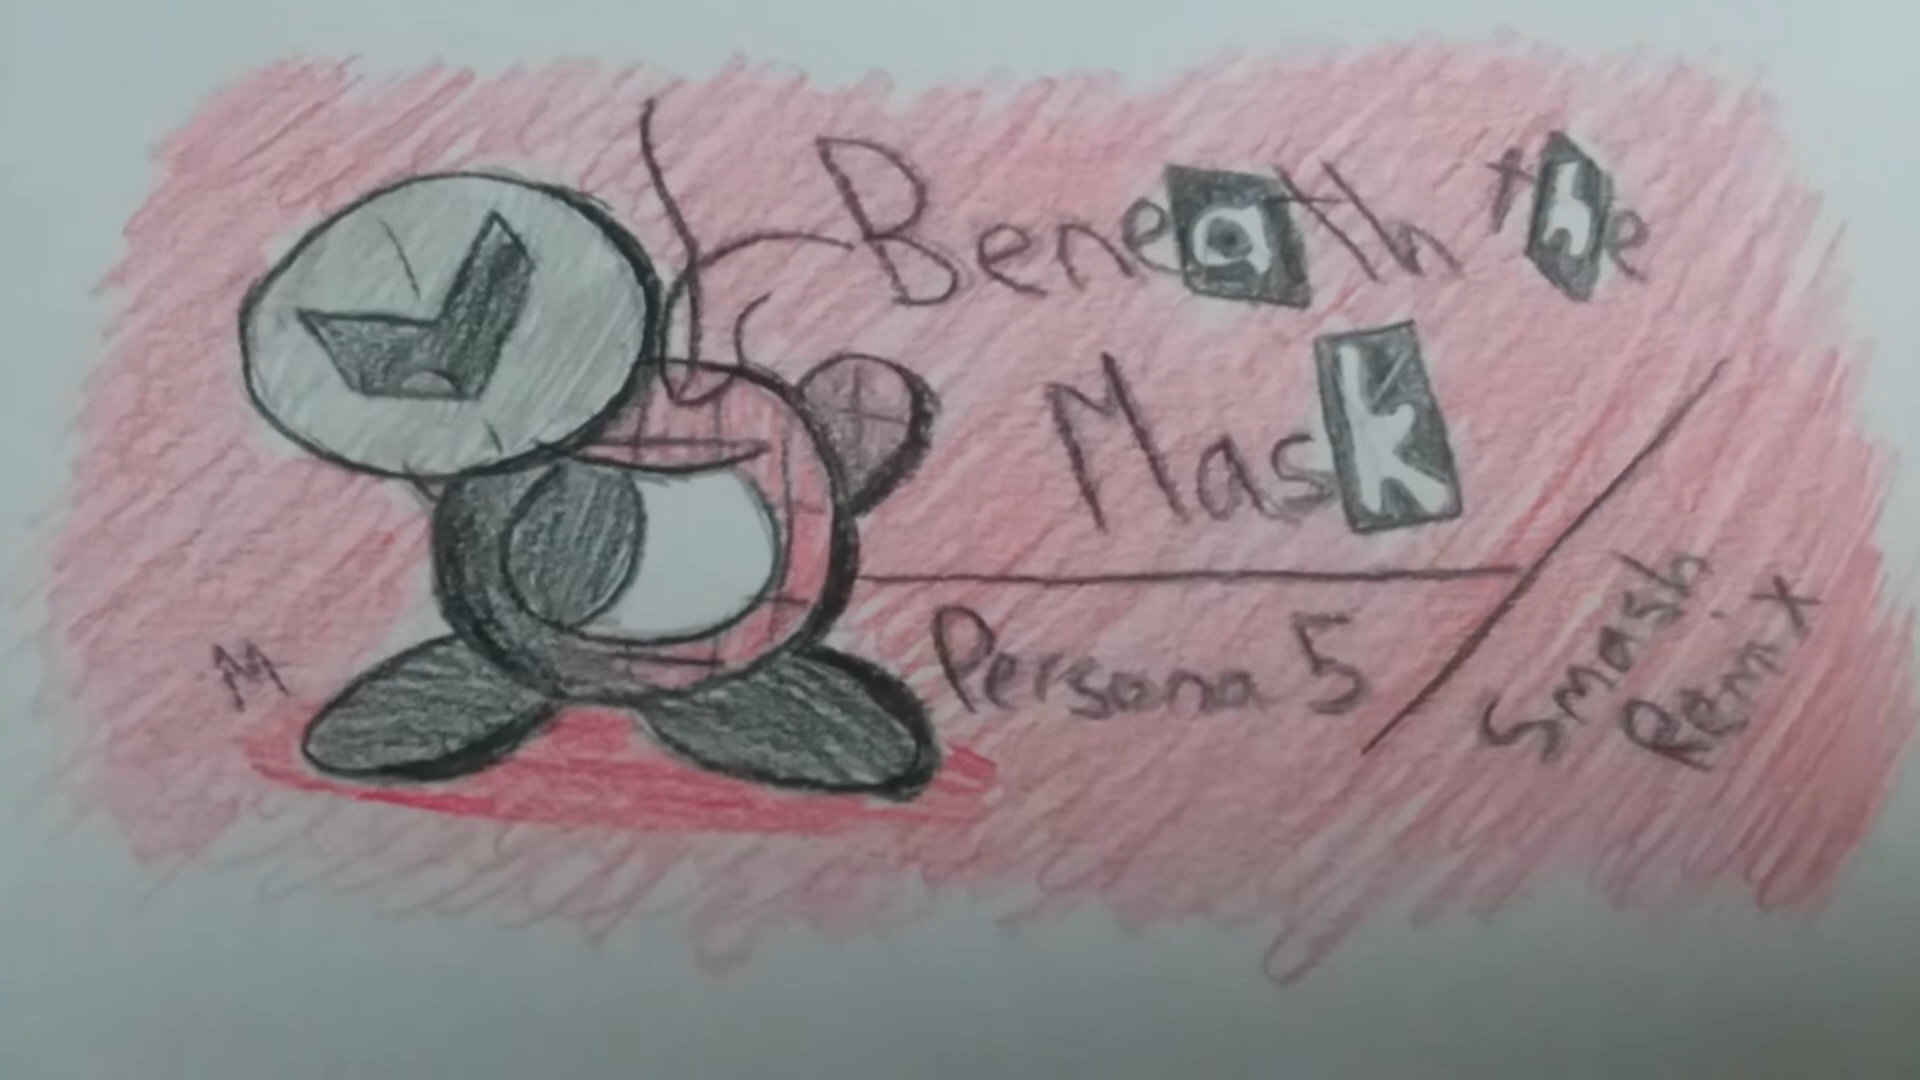 Beneath the
Mask
Persona 5
Smash
Remix
M